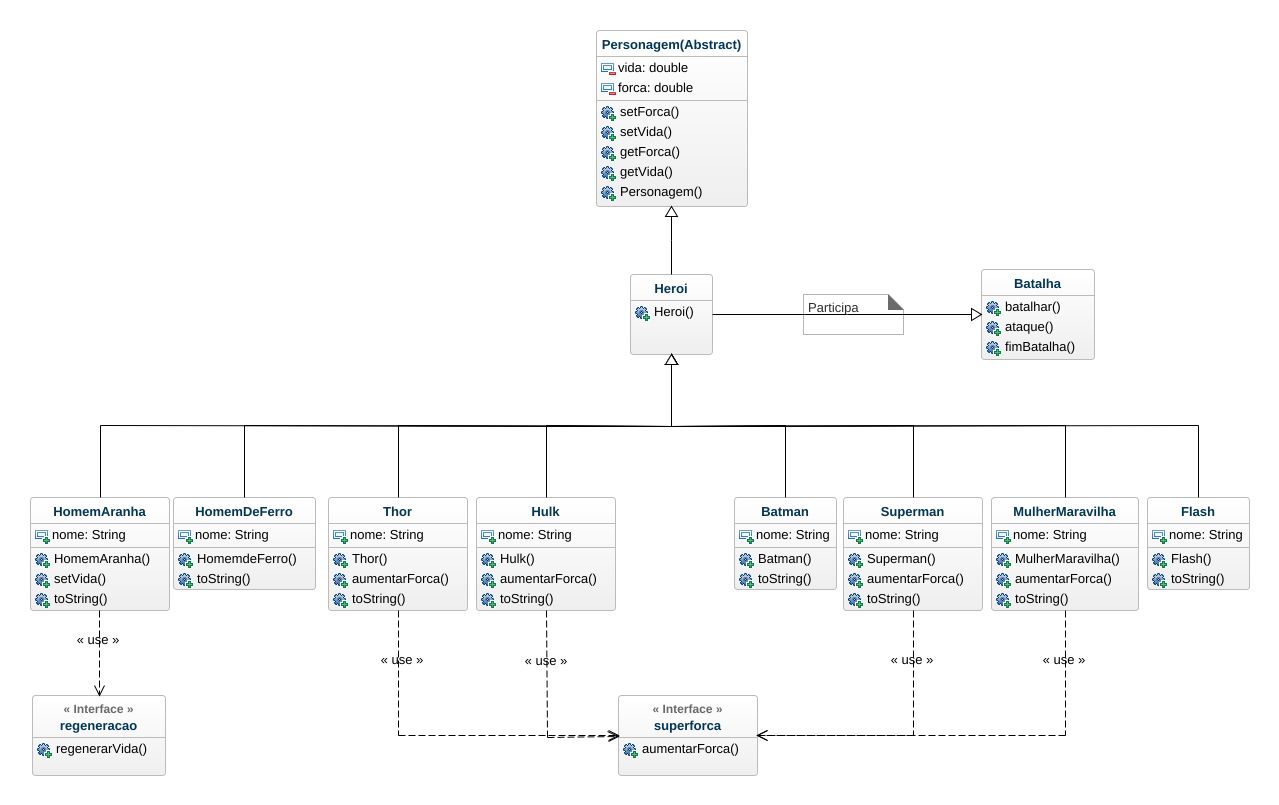 Personagem(Abstract)
vida: double
forca: double
setForca()
setVida()
getForca()
getVida()
Personagem()
Heroi
Heroi()
Participa
Batalha
batalhar()
ataque()
fimBatalha()
HomemAranha
nome: String
HomemAranha()
setVida()
toString()
HomemDeFerro
nome: String
HomemdeFerro()
toString()
Thor
nome: String
Thor()
aumentarForca()
toString()
Hulk
nome: String
Hulk()
aumentarForca()
toString()
Batman
nome: String
Batman()
toString()
Superman
nome: String
Superman()
aumentarForca()
toString()
MulherMaravilha
nome: String
MulherMaravilha()
aumentarForca()
toString()
Flash
nome: String
Flash()
toString()
« use »
« use »
« use »
« use »
« use »
« Interface »
regeneracao
regenerarVida()
« Interface »
superforca
aumentarForca()